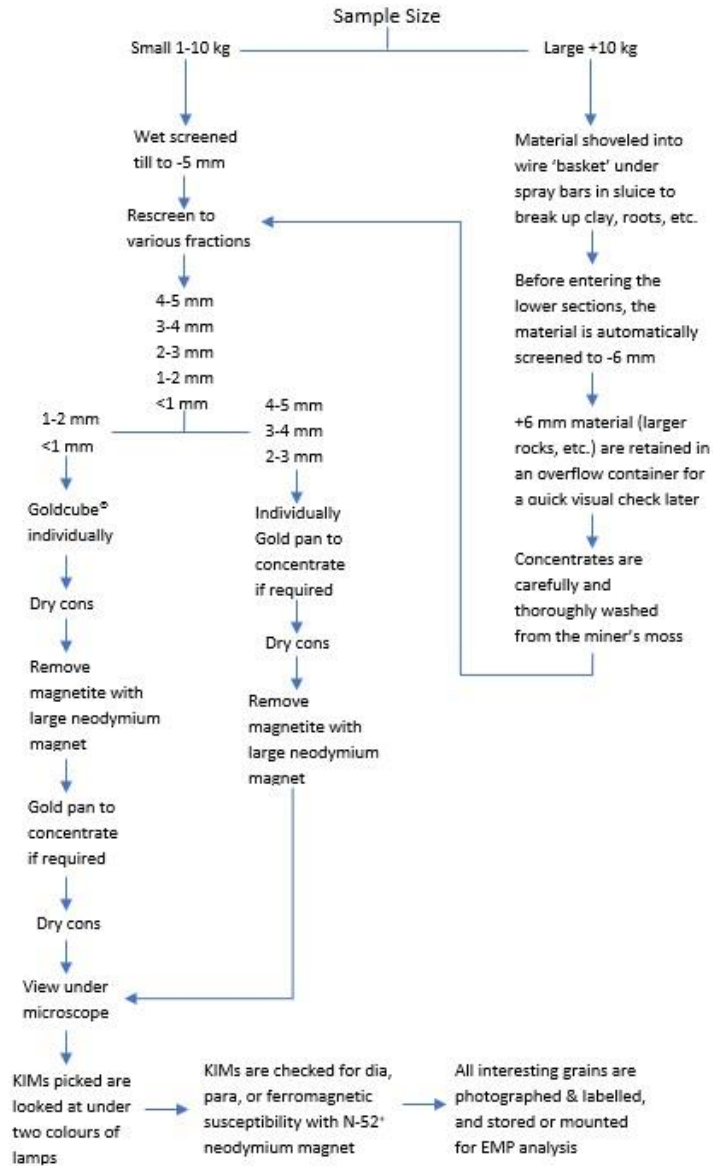 Sample Size
Small 1-10 kg
Large +10 kg
Wet screened
till to -5 mm
Rescreen to
various fractions
4-5 mm
3-4 mm
2-3 mm
1-2 mm
<1 mm
1-2 mm
<1 mm
Goldcube©
individually
Dry cons
Remove
magnetite with
large neodymium
magnet
Gold pan to
concentrate
if required
Dry cons
View under
microscope
4-5 mm
3-4 mm
2-3 mm
Individually
Gold pan to
concentrate
if required
Dry cons
Remove
magnetite with
large neodymium
magnet
Material shoveled into
wire ‘basket’ under
spray bars in sluice to
break up clay, roots, etc.
Before entering the
lower sections, the
material is automatically
screened to -6 mm
+6 mm material (larger
rocks, etc.) are retained in
an overflow container for
a quick visual check later
Concentrates are
carefully and
thoroughly washed
from the miner’s moss
KIMs picked are
looked at under
two colours of
lamps
KIMs are checked for dia,
para, or ferromagnetic
susceptibility with N-52⁺
neodymium magnet
All interesting grains are
photographed & labelled,
and stored or mounted
for EMP analysis